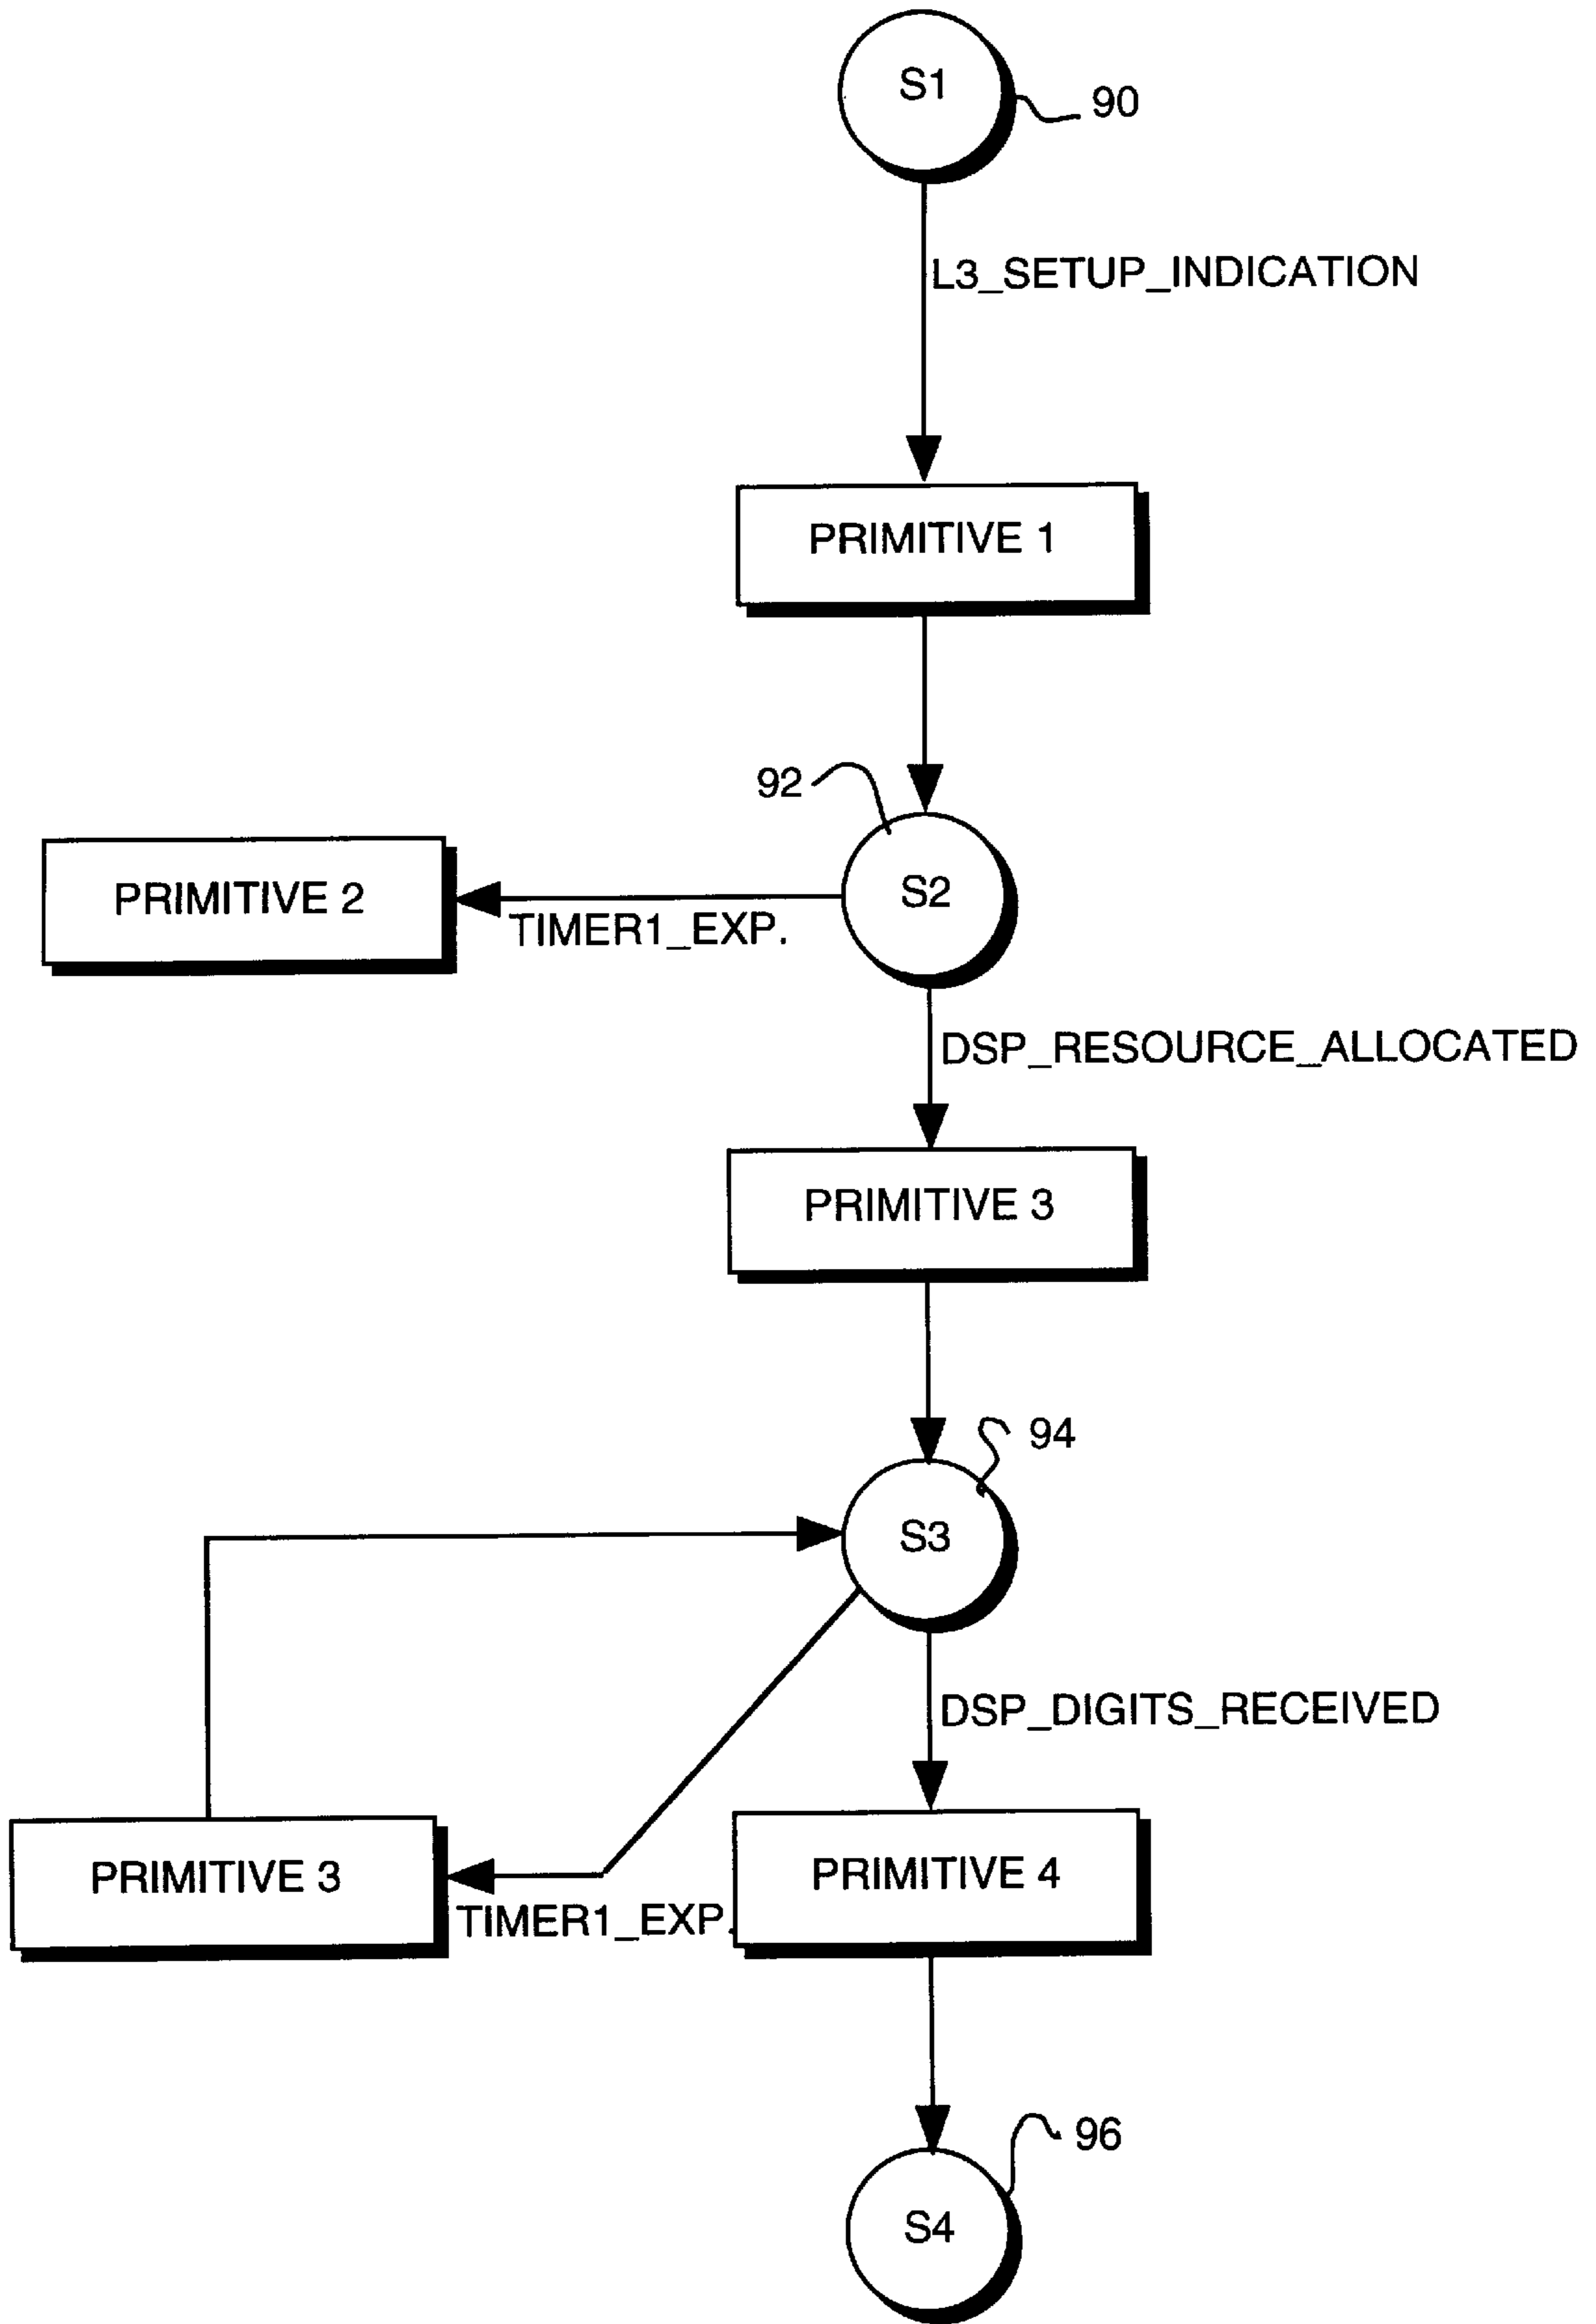 S1
90
L3_SETUP_INDICATION
PRIMITIVE 1
92
S2
PRIMITIVE 2
TIMER1_EXP.
DSP_RESOURCE_ALLOCATED
PRIMITIVE 3
94
S3
DSP_DIGITS_RECEIVED
PRIMITIVE 3
PRIMITIVE 4
TIMER1_EXP.
96
S4